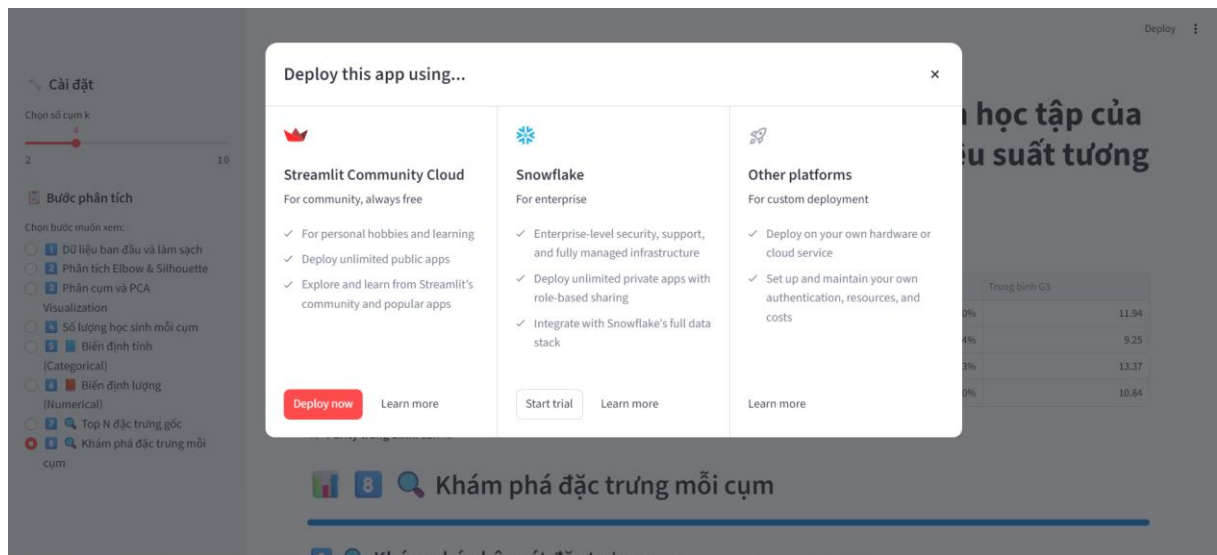 Deploy
Cài đặt
Chọn số cụm k
4
2 10
Bước phân tích
Chọn bước muốn xem:
1 Dữ liệu ban đầu và làm sạch
2 Phân tích Elbow & Silhouette
3 Phân cụm và PCA
Visualization
4 Số lượng học sinh mỗi cụm
5 Biến định tính
(Categorical)
6 Biến định lượng
(Numerical)
7 Top N đặc trưng gốc
8 Khám phá đặc trưng mỗi
cụm
Deploy this app using...
×
Streamlit Community Cloud
For community, always free
For personal hobbies and learning
Deploy unlimited public apps
Explore and learn from Streamlit's
community and popular apps
Deploy now Learn more
Snowflake
For enterprise
Enterprise-level security, support,
and fully managed infrastructure
Deploy unlimited private apps with
role-based sharing
Integrate with Snowflake's full data
stack
Start trial Learn more
Other platforms
For custom deployment
Deploy on your own hardware or
cloud service
Set up and maintain your own
authentication, resources, and
costs
Learn more
học tập của
suất tương
Trung bình G3
0% 11.94
4% 9.25
3% 13.37
0% 10.84
8 Khám phá đặc trưng mỗi cụm